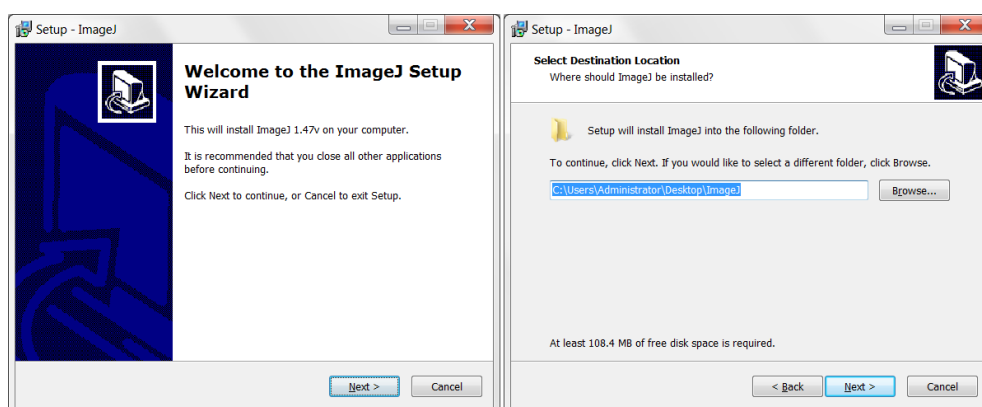 Setup - ImageJ
Welcome to the ImageJ Setup
Wizard
This will install ImageJ 1.47v on your computer.
It is recommended that you close all other applications
before continuing.
Click Next to continue, or Cancel to exit Setup.
Next >
Cancel
Setup - ImageJ
Select Destination Location
Where should ImageJ be installed?
Setup will install ImageJ into the following folder.
To continue, click Next. If you would like to select a different folder, click Browse.
C:\Users\Administrator\Desktop\ImageJ
Browse...
At least 108.4 MB of free disk space is required.
< Back
Next >
Cancel